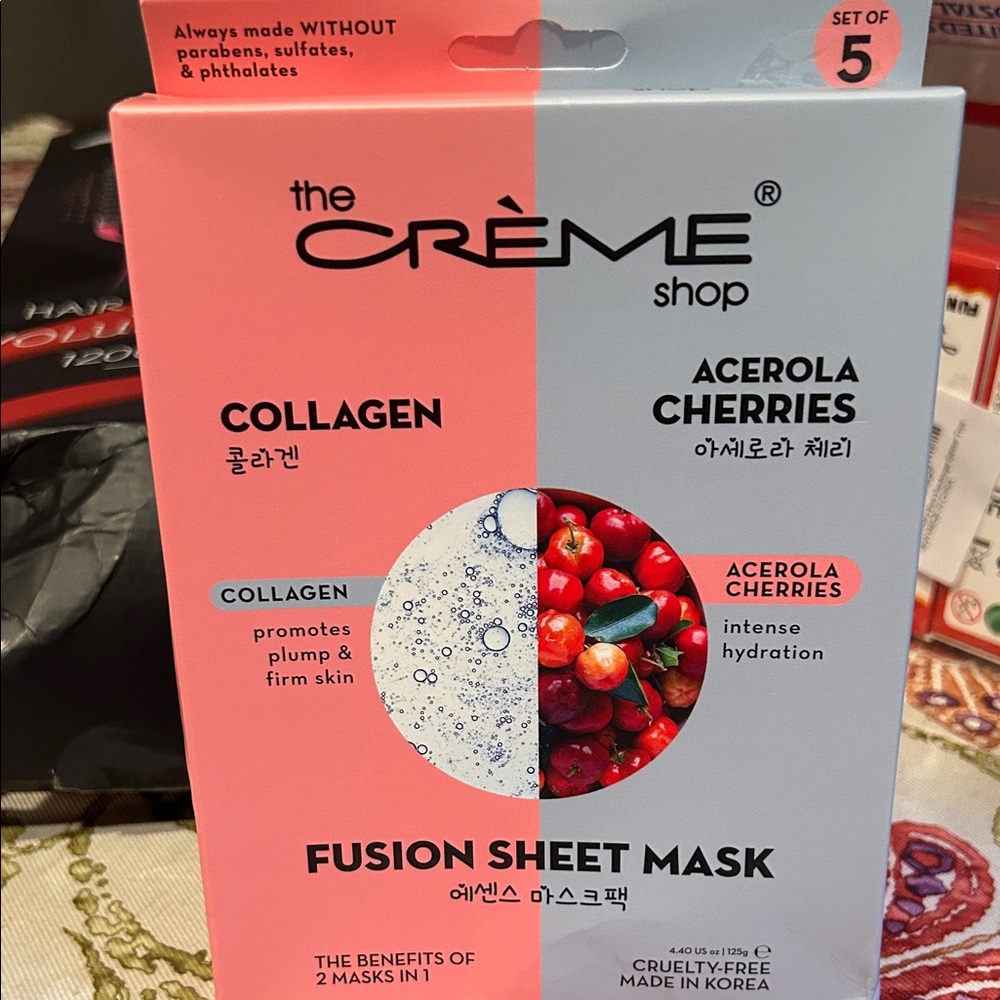 Always made WITHOUT
parabens, sulfates,
& phthalates
SET OF
5
the
CRÈME®
shop
COLLAGEN
콜라겐
ACEROLA
CHERRIES
아세로라 체리
COLLAGEN
promotes
plump &
firm skin
ACEROLA
CHERRIES
intense
hydration
FUSION SHEET MASK
에센스 마스크팩
THE BENEFITS OF
2 MASKS IN 1
4.40 US oz | 125g ℮
CRUELTY-FREE
MADE IN KOREA
HAIR